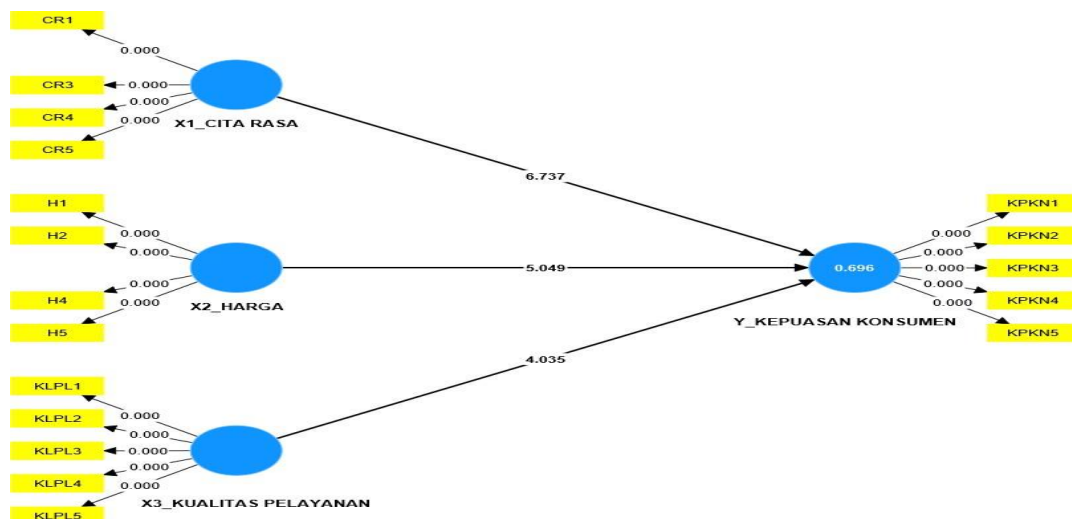 CR1
0.000
CR3
0.000
CR4
0.000
CR5
0.000
X1_CITA RASA
6.737
H1
0.000
H2
0.000
H4
0.000
H5
0.000
X2_HARGA
5.049
KLPL1
0.000
KLPL2
0.000
KLPL3
0.000
KLPL4
0.000
KLPL5
0.000
X3_KUALITAS PELAYANAN
4.035
0.696
Y_KEPUASAN KONSUMEN
KPKN1
0.000
KPKN2
0.000
KPKN3
0.000
KPKN4
0.000
KPKN5
0.000